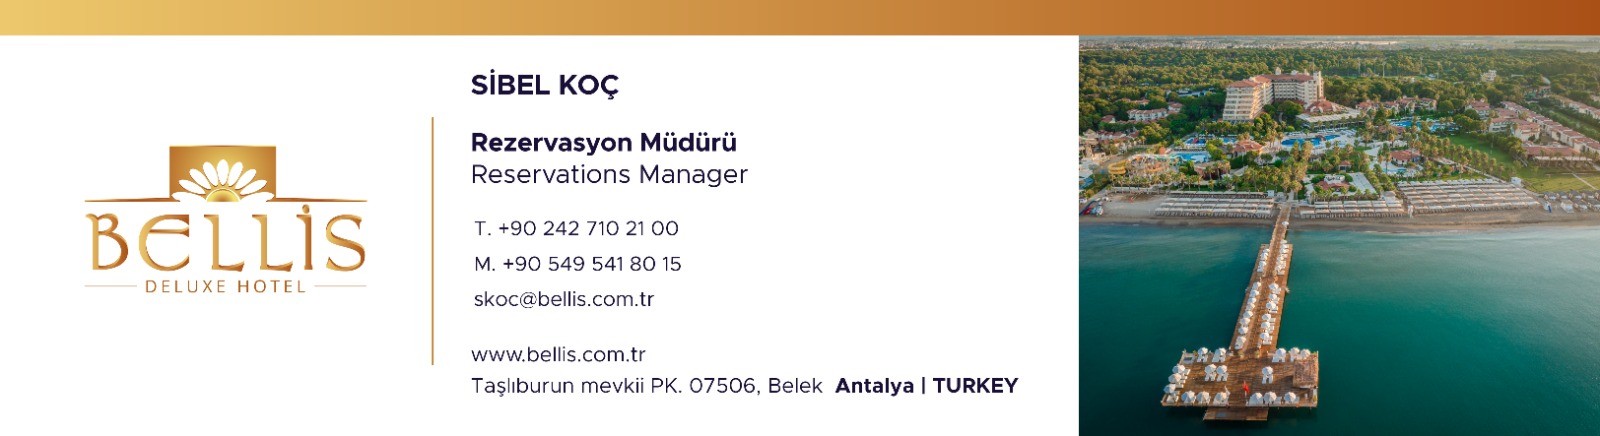 BELLİS
DELUXE HOTEL
SİBEL KOÇ
Rezervasyon Müdürü
Reservations Manager
T. +90 242 710 21 00
M. +90 549 541 80 15
skoc@bellis.com.tr
www.bellis.com.tr
Taşlıburun mevkii PK. 07506, Belek Antalya | TURKEY